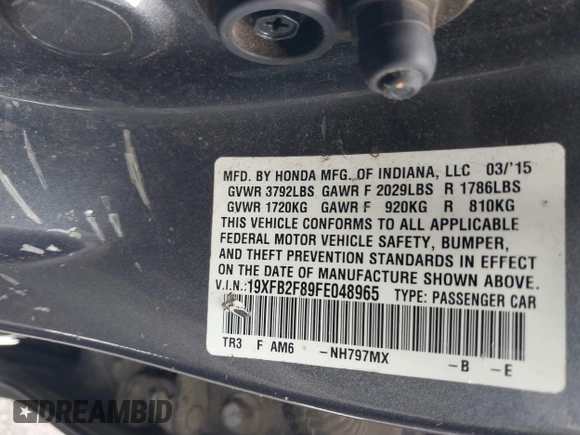 MFD. BY HONDA MFG. OF INDIANA, LLC 03/'15
GVWR 3792LBS GAWR F 2029LBS R 1786LBS
GVWR 1720KG GAWR F 920KG R 810KG
THIS VEHICLE CONFORMS TO ALL APPLICABLE
FEDERAL MOTOR VEHICLE SAFETY, BUMPER,
AND THEFT PREVENTION STANDARDS IN EFFECT
ON THE DATE OF MANUFACTURE SHOWN ABOVE.
V.I.N.:19XFB2F89FE048965 TYPE: PASSENGER CAR
TR3 F AM6 -NH797MX -B -E
DREAMBID